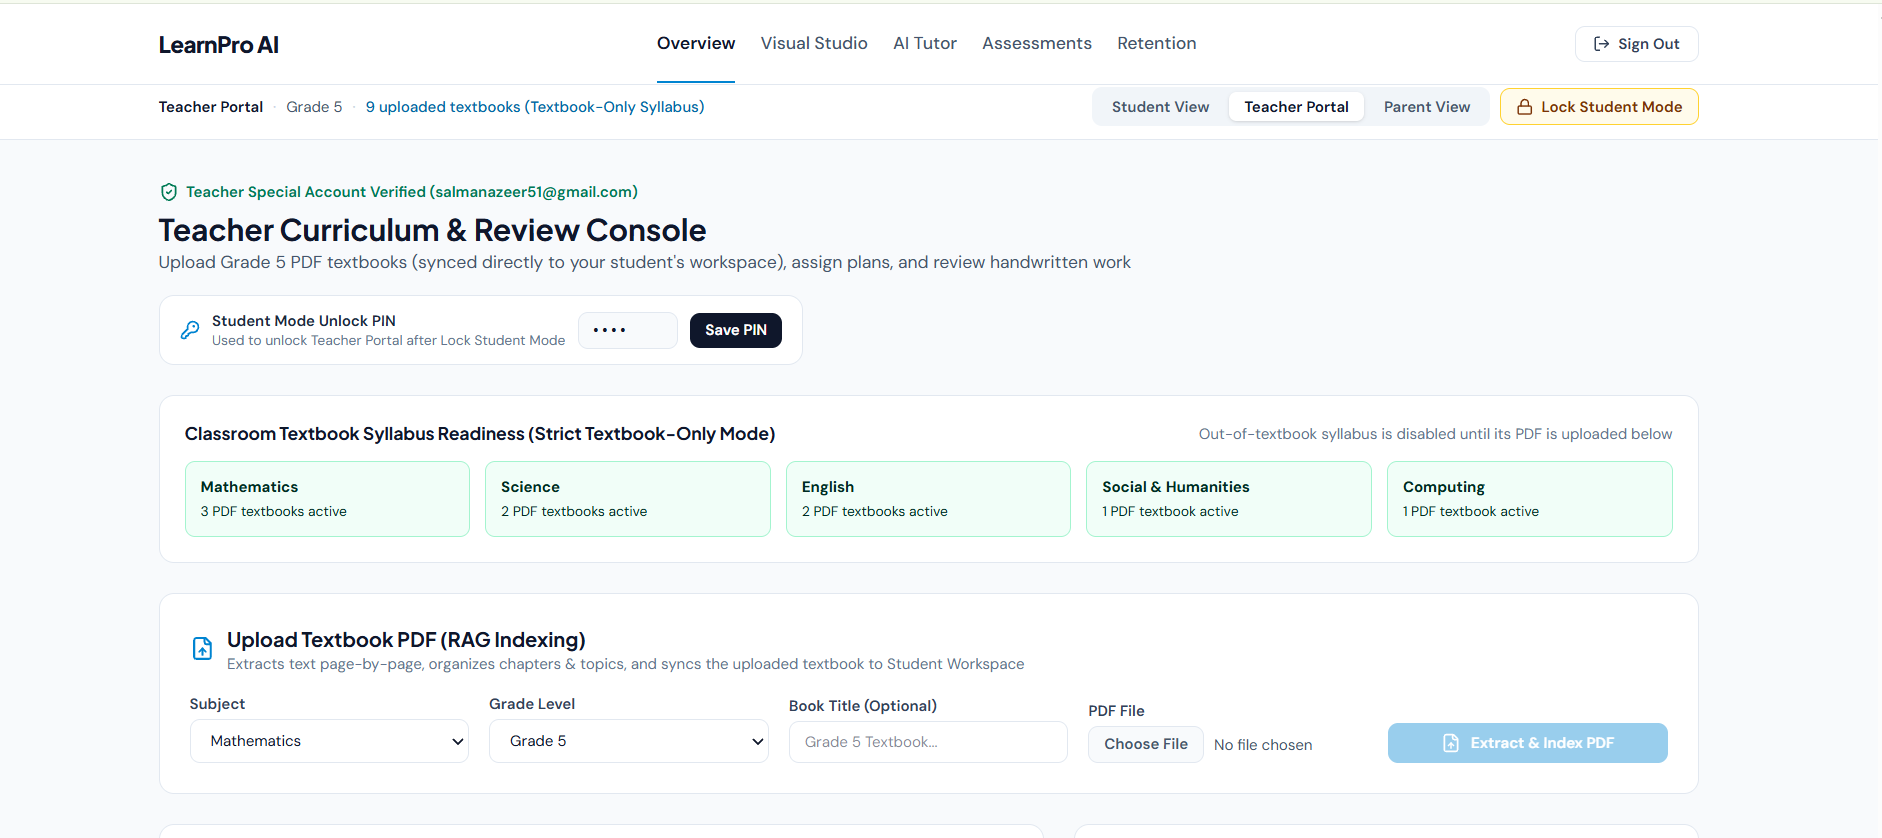 LearnPro AI
Overview Visual Studio AI Tutor Assessments Retention
Sign Out
Teacher Portal · Grade 5 · 9 uploaded textbooks (Textbook-Only Syllabus)
Student View Teacher Portal Parent View
Lock Student Mode
Teacher Special Account Verified (salmanazeer51@gmail.com)
Teacher Curriculum & Review Console
Upload Grade 5 PDF textbooks (synced directly to your student's workspace), assign plans, and review handwritten work
Student Mode Unlock PIN
Used to unlock Teacher Portal after Lock Student Mode
••••
Save PIN
Classroom Textbook Syllabus Readiness (Strict Textbook-Only Mode)
Out-of-textbook syllabus is disabled until its PDF is uploaded below
Mathematics
3 PDF textbooks active
Science
2 PDF textbooks active
English
2 PDF textbooks active
Social & Humanities
1 PDF textbook active
Computing
1 PDF textbook active
Upload Textbook PDF (RAG Indexing)
Extracts text page-by-page, organizes chapters & topics, and syncs the uploaded textbook to Student Workspace
Subject
Mathematics
Grade Level
Grade 5
Book Title (Optional)
Grade 5 Textbook...
PDF File
Choose File No file chosen
Extract & Index PDF